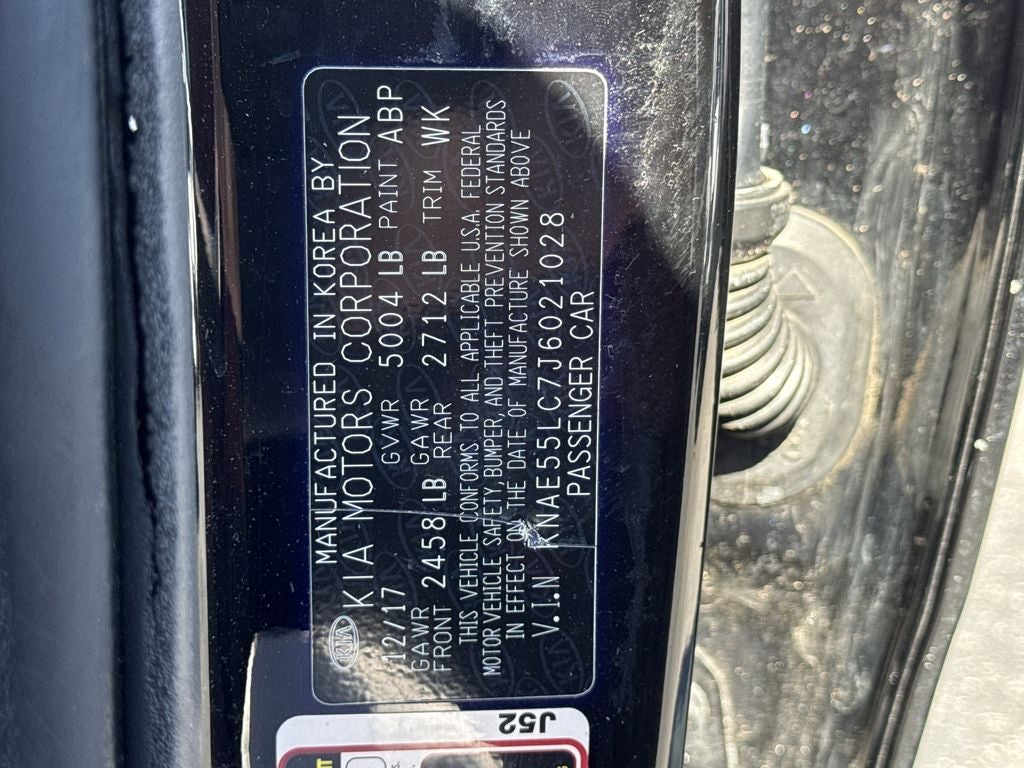 KIA
MANUFACTURED IN KOREA BY
KIA MOTORS CORPORATION
12/17 GVWR 5004 LB PAINT ABP
GAWR FRONT 2458 LB GAWR REAR 2712 LB TRIM WK
THIS VEHICLE CONFORMS TO ALL APPLICABLE U.S.A. FEDERAL
MOTOR VEHICLE SAFETY, BUMPER, AND THEFT PREVENTION STANDARDS
IN EFFECT ON THE DATE OF MANUFACTURE SHOWN ABOVE
V.I.N KNAE55LC7J6021028
PASSENGER CAR
J52